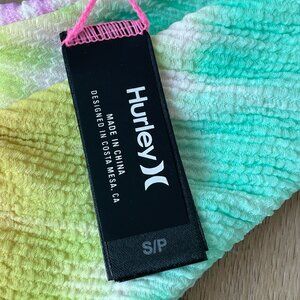 Hurley
MADE IN CHINA
DESIGNED IN COSTA MESA, CA
S/P